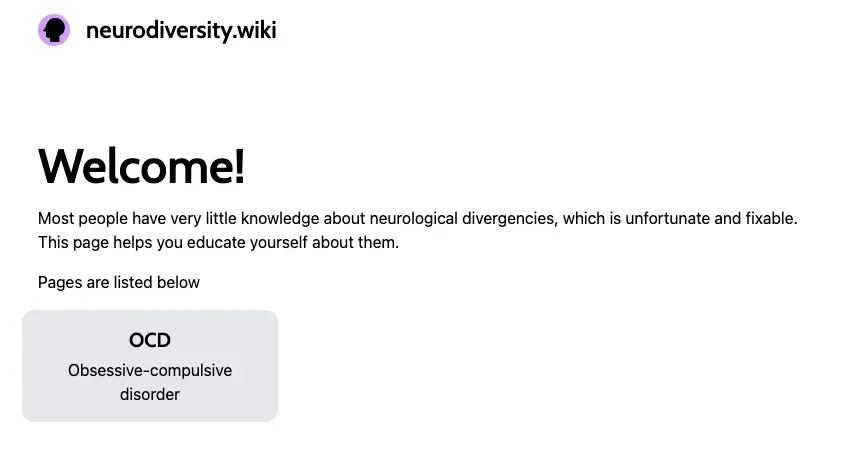 neurodiversity.wiki
Welcome!
Most people have very little knowledge about neurological divergencies, which is unfortunate and fixable.
This page helps you educate yourself about them.
Pages are listed below
OCD
Obsessive-compulsive
disorder